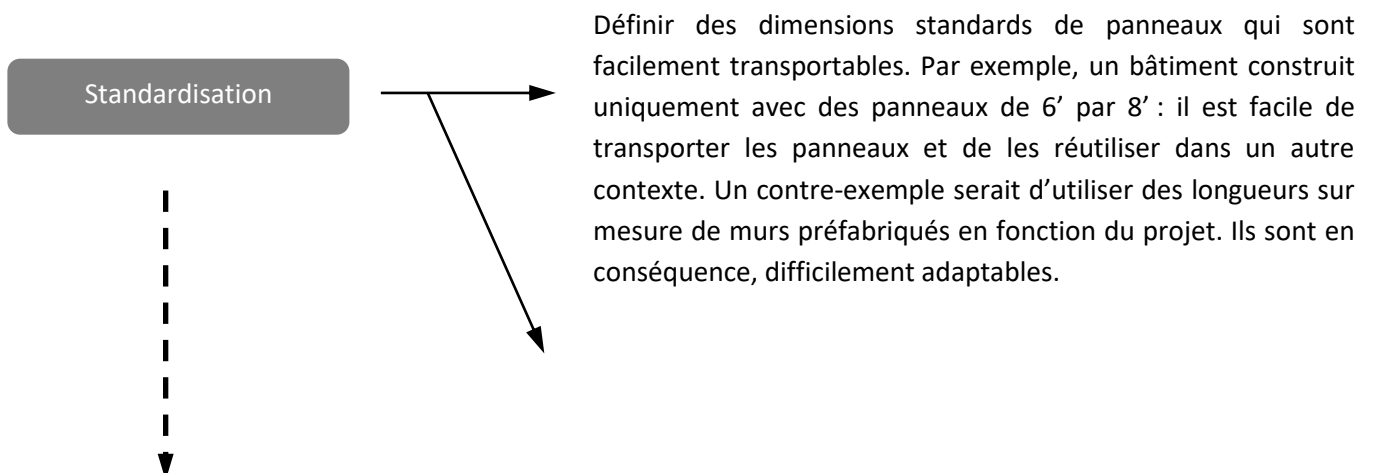 Standardisation
Définir des dimensions standards de panneaux qui sont
facilement transportables. Par exemple, un bâtiment construit
uniquement avec des panneaux de 6’ par 8’ : il est facile de
transporter les panneaux et de les réutiliser dans un autre
contexte. Un contre-exemple serait d’utiliser des longueurs sur
mesure de murs préfabriqués en fonction du projet. Ils sont en
conséquence, difficilement adaptables.